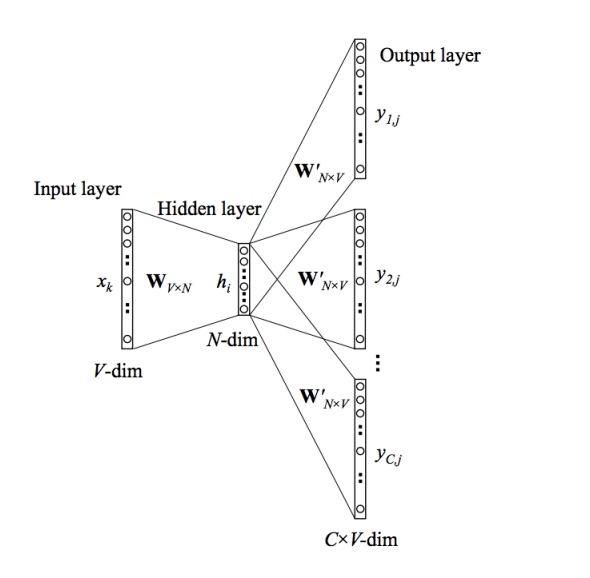 Output layer
y1,j
W'N×V
Input layer
Hidden layer
xk
WV×N
hi
W'N×V
y2,j
N-dim
V-dim
W'N×V
yC,j
C×V-dim